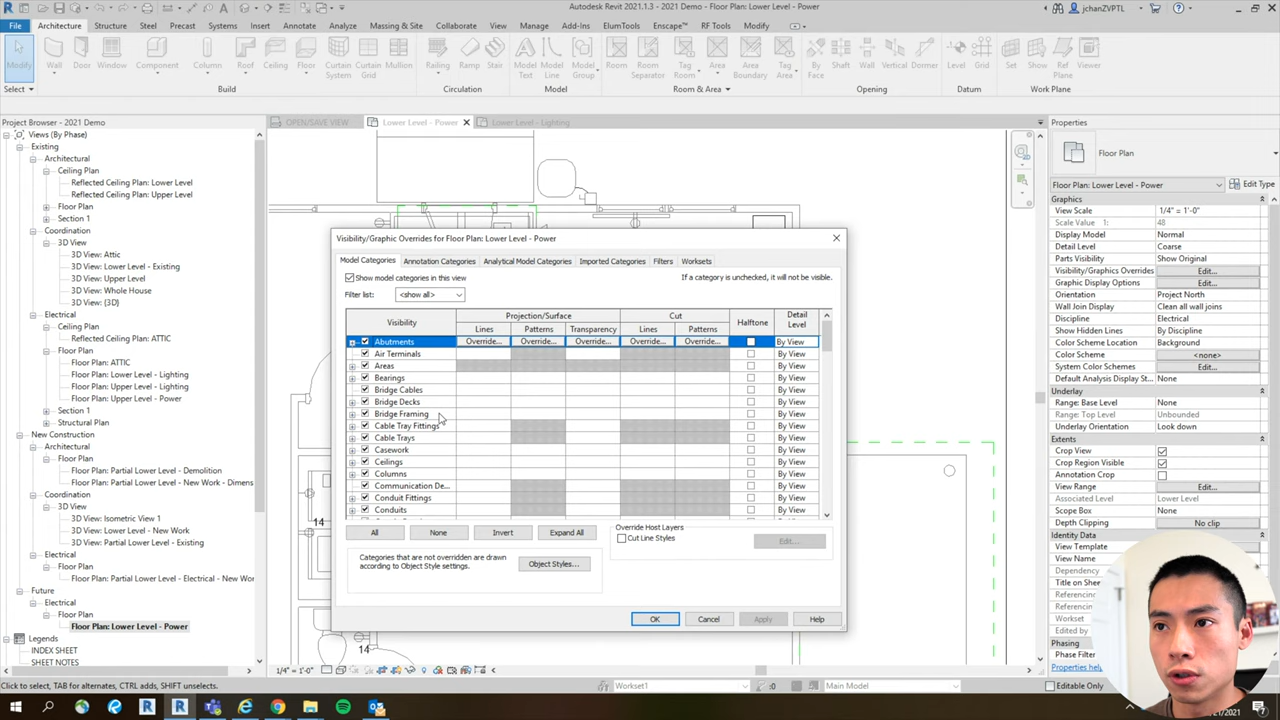 Autodesk Revit 2021.1.3 - 2021 Demo - Floor Plan: Lower Level - Power
jchanZVPTL
File Architecture Structure Steel Precast Systems Insert Annotate Analyze Massing & Site Collaborate View Manage Add-Ins ElumTools Enscape™ RF Tools Modify
Modify Wall Door Window Component Column Roof Ceiling Floor Curtain System Curtain Grid Mullion Railing Ramp Stair Model Text Model Line Model Group Room Room Separator Tag Room Area Area Boundary Tag Area By Face Shaft Wall Vertical Dormer Level Grid Set Show Ref Plane Viewer
Select Build Circulation Model Room & Area Opening Datum Work Plane
Project Browser - 2021 Demo
Views (By Phase)
Existing
Architectural
Ceiling Plan
Reflected Ceiling Plan: Lower Level
Reflected Ceiling Plan: Upper Level
Floor Plan
Section 1
Coordination
3D View
3D View: Attic
3D View: Lower Level - Existing
3D View: Upper Level
3D View: Whole House
3D View: {3D}
Electrical
Ceiling Plan
Reflected Ceiling Plan: ATTIC
Floor Plan
Floor Plan: ATTIC
Floor Plan: Lower Level - Lighting
Floor Plan: Upper Level - Lighting
Floor Plan: Upper Level - Power
Section 1
Structural Plan
New Construction
Architectural
Floor Plan
Floor Plan: Partial Lower Level - Demolition
Floor Plan: Partial Lower Level - New Work - Dimens
Coordination
3D View
3D View: Isometric View 1
3D View: Lower Level - New Work
3D View: Partial Lower Level - Existing
Electrical
Floor Plan
Floor Plan: Partial Lower Level - Electrical - New Wo
Future
Electrical
Floor Plan
Floor Plan: Lower Level - Power
Legends
INDEX SHEET
SHEET NOTES
OPEN/SAVE VIEW
Lower Level - Power
Lower Level - Lighting
14
14
Visibility/Graphic Overrides for Floor Plan: Lower Level - Power
Model Categories Annotation Categories Analytical Model Categories Imported Categories Filters Worksets
Show model categories in this view
If a category is unchecked, it will not be visible.
Filter list: <show all>
Visibility Projection/Surface Cut Halftone Detail Level
Lines Patterns Transparency Lines Patterns
Abutments Override... Override... Override... Override... Override... By View
Air Terminals By View
Areas By View
Bearings By View
Bridge Cables By View
Bridge Decks By View
Bridge Framing By View
Cable Tray Fittings By View
Cable Trays By View
Casework By View
Ceilings By View
Columns By View
Communication De... By View
Conduit Fittings By View
Conduits By View
All None Invert Expand All
Override Host Layers
Cut Line Styles
Edit...
Categories that are not overridden are drawn
according to Object Style settings.
Object Styles...
OK Cancel Apply Help
Properties
Floor Plan
Floor Plan: Lower Level - Power Edit Type
Graphics
View Scale 1/4" = 1'-0"
Scale Value 1: 48
Display Model Normal
Detail Level Coarse
Parts Visibility Show Original
Visibility/Graphics Overrides Edit...
Graphic Display Options Edit...
Orientation Project North
Wall Join Display Clean all wall joins
Discipline Electrical
Show Hidden Lines By Discipline
Color Scheme Location Background
Color Scheme <none>
System Color Schemes Edit...
Default Analysis Display St... None
Underlay
Range: Base Level None
Range: Top Level Unbounded
Underlay Orientation Look down
Extents
Crop View
Crop Region Visible
Annotation Crop
View Range Edit...
Associated Level Lower Level
Scope Box None
Depth Clipping No clip
Identity Data
View Template
View Name
Dependency
Title on
Referencing
Referencing
Workset
Edited by
Phasing
Phase Filter
Properties help
1/4" = 1'-0"
Click to select, TAB for alternates, CTRL adds, SHIFT unselects.
Workset1
:0
Main Model
Editable Only